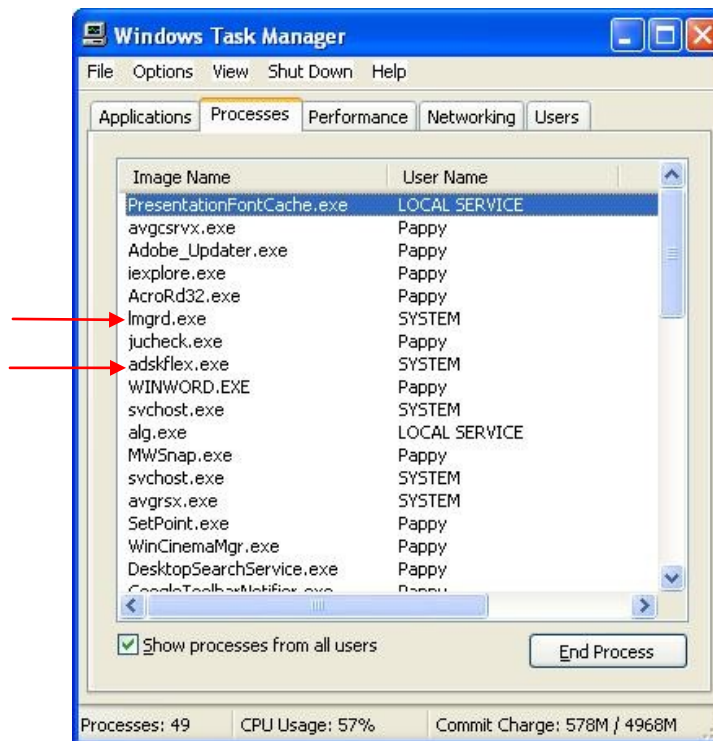 Windows Task Manager
File Options View Shut Down Help
Applications Processes Performance Networking Users
Image Name User Name
PresentationFontCache.exe LOCAL SERVICE
avgcsrvx.exe Pappy
Adobe_Updater.exe Pappy
iexplore.exe Pappy
AcroRd32.exe Pappy
lmgrd.exe SYSTEM
jucheck.exe Pappy
adskflex.exe SYSTEM
WINWORD.EXE Pappy
svchost.exe SYSTEM
alg.exe LOCAL SERVICE
MWSnap.exe Pappy
svchost.exe SYSTEM
avgrsx.exe SYSTEM
SetPoint.exe Pappy
WinCinemaMgr.exe Pappy
DesktopSearchService.exe Pappy
GoogleToolbarNotifier.exe Pappy
Show processes from all users
End Process
Processes: 49 CPU Usage: 57% Commit Charge: 578M / 4968M